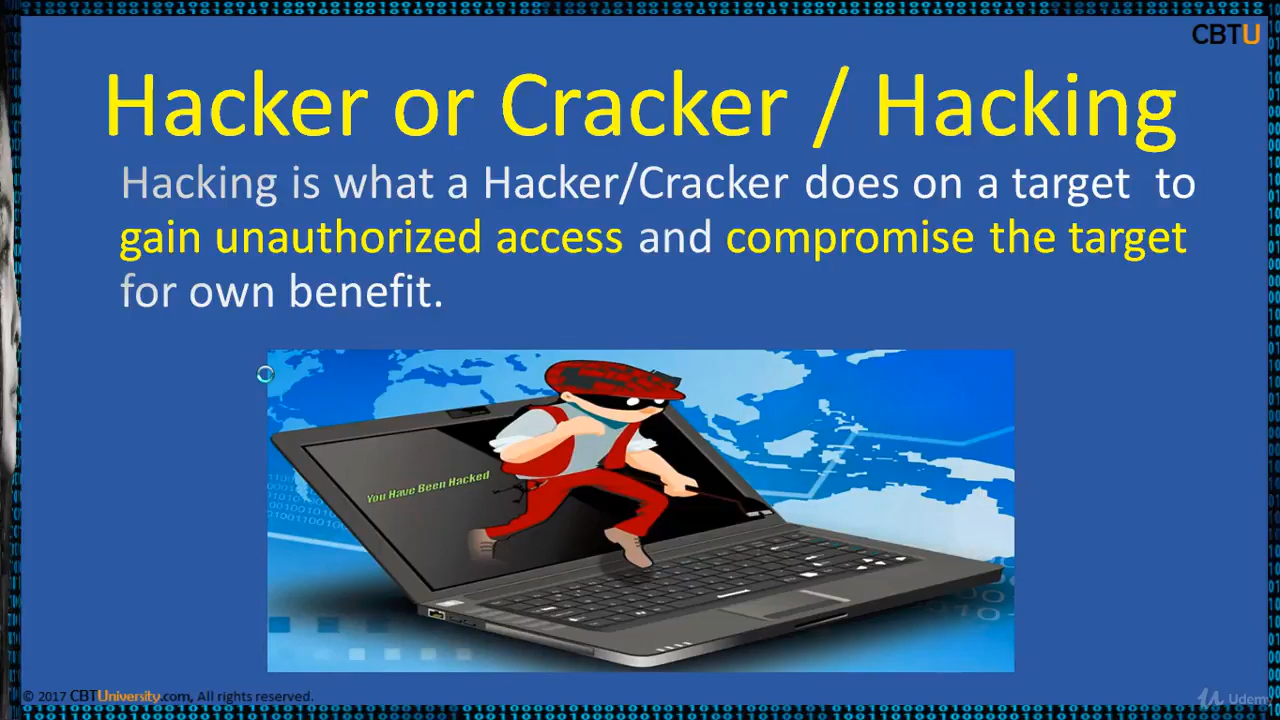 CBTU
Hacker or Cracker / Hacking
Hacking is what a Hacker/Cracker does on a target to
gain unauthorized access and compromise the target
for own benefit.
You Have Been Hacked
© 2017 CBTUniversity.com, All rights reserved.
Udemy